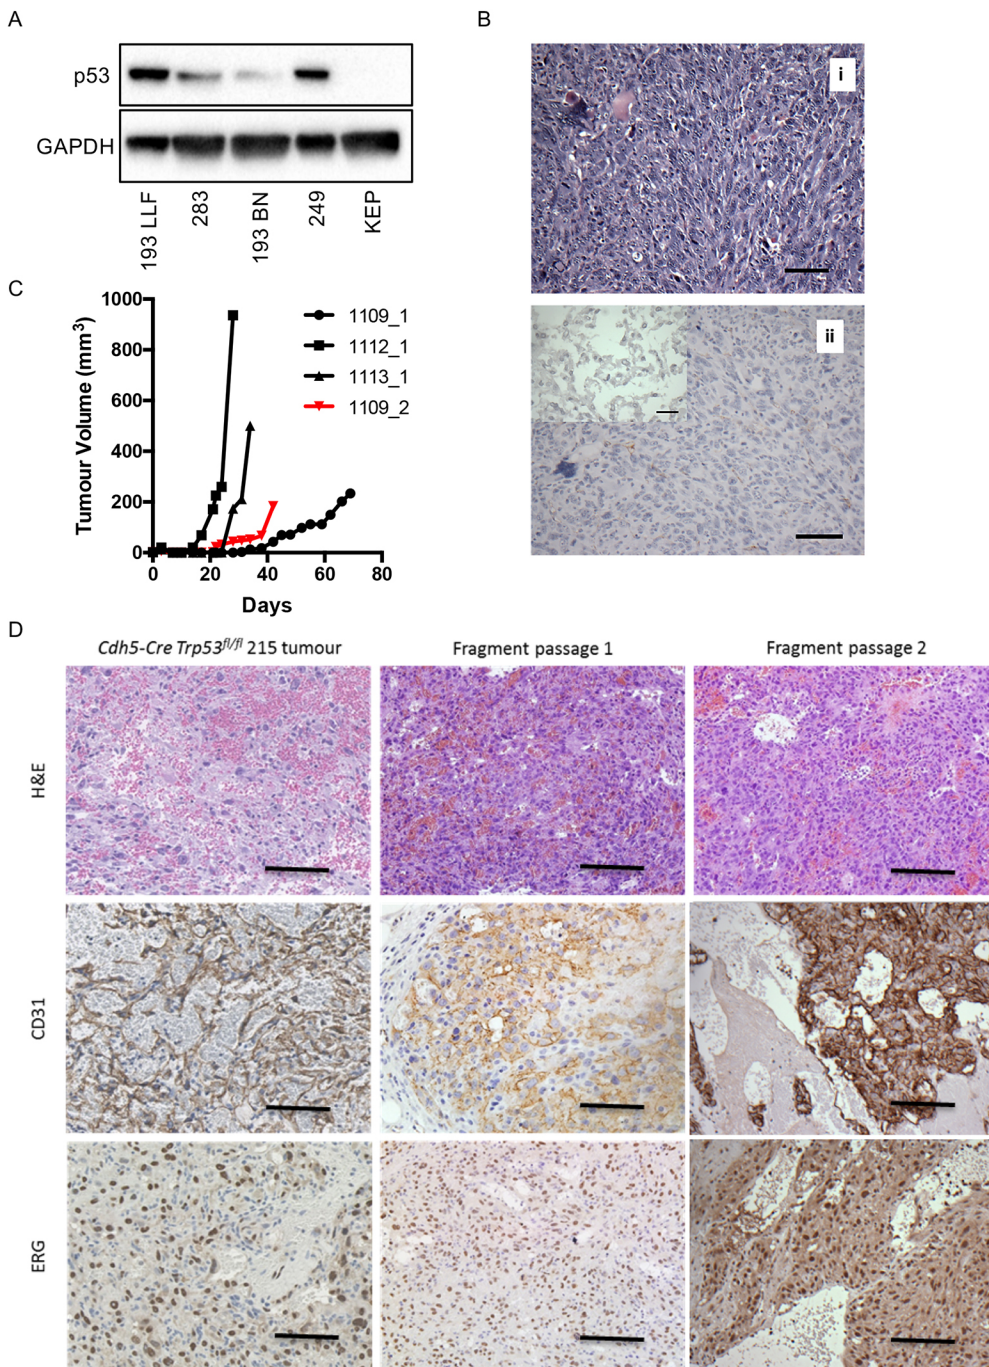 A
p53
GAPDH
193 LLF
283
193 BN
249
KEP
B
i
ii
C
Tumour Volume (mm³)
1000
800
600
400
200
0
0
20
40
60
80
Days
1109_1
1112_1
1113_1
1109_2
D
Cdh5-Cre Trp53fl/fl 215 tumour
Fragment passage 1
Fragment passage 2
H&E
CD31
ERG